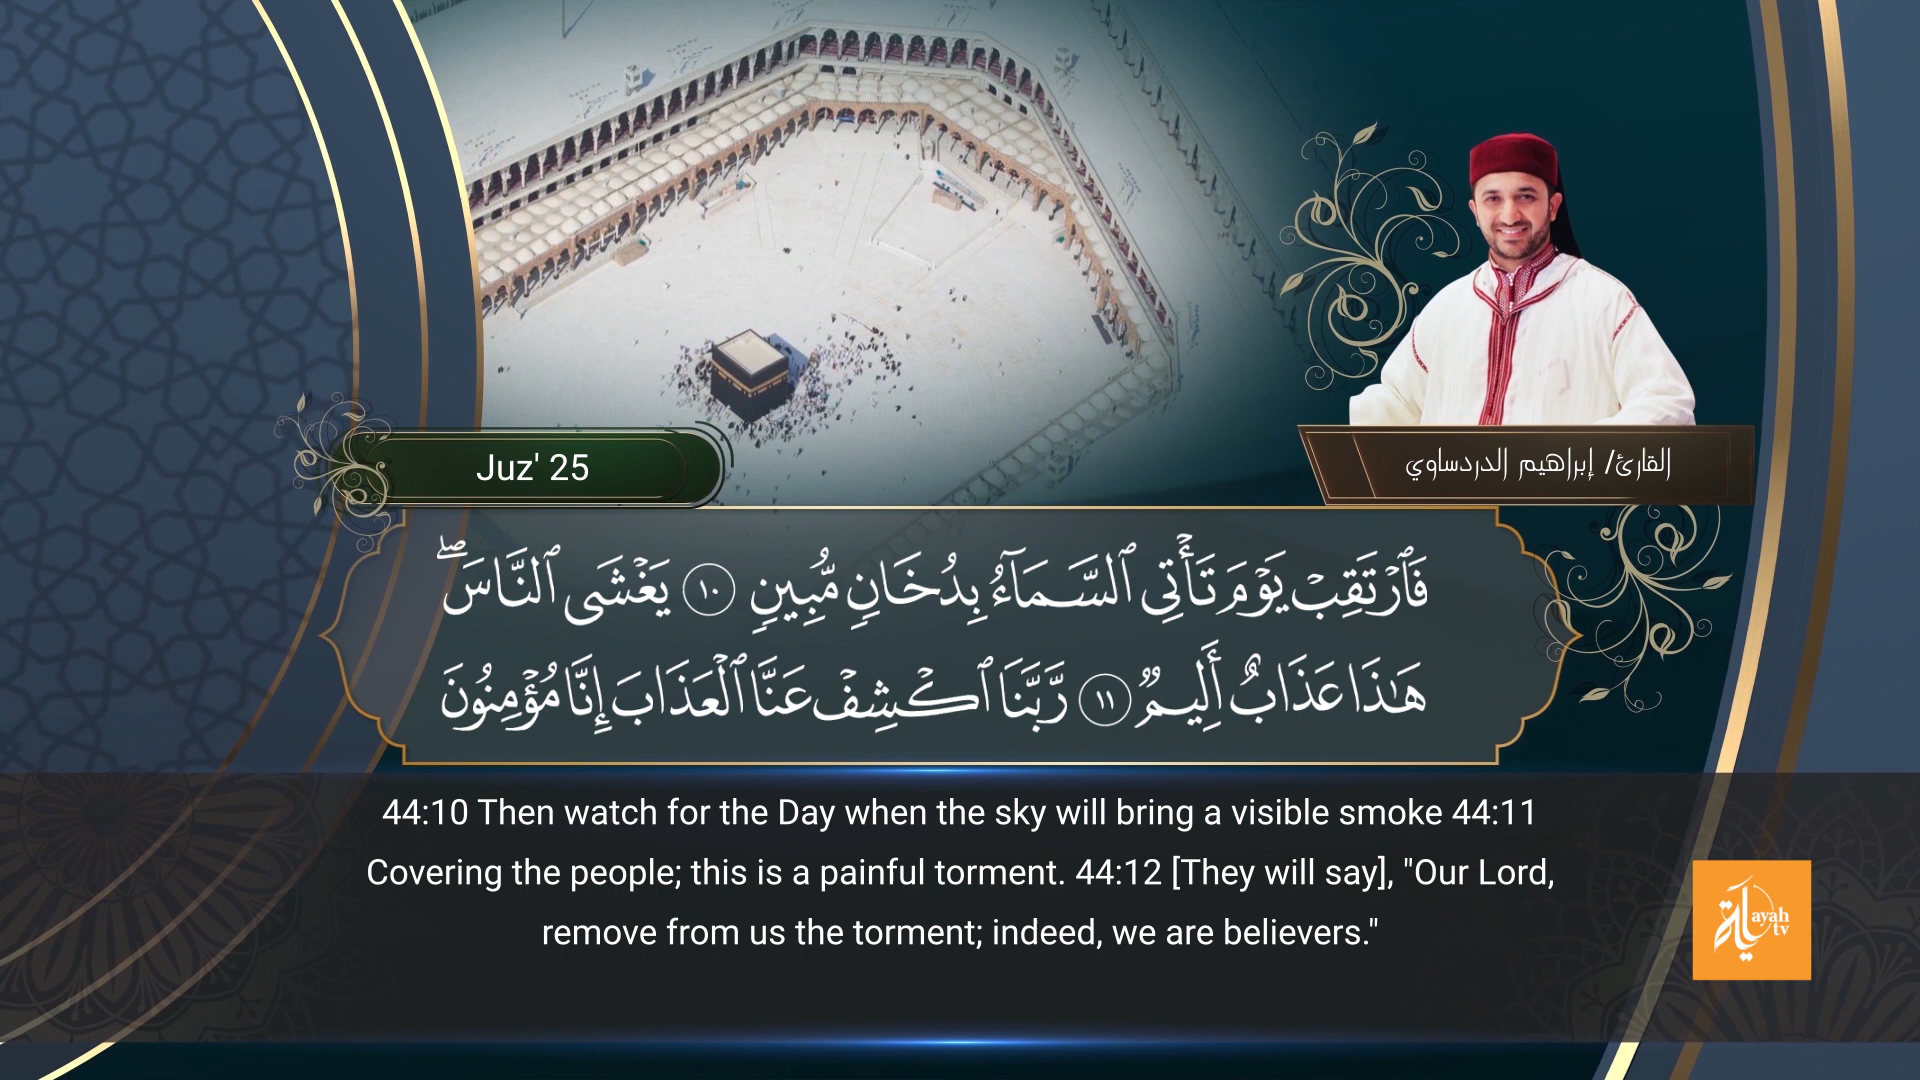 القارئ/ إبراهيم الدردساوي
Juz' 25
فَٱرْتَقِبْ يَوْمَ تَأْتِى ٱلسَّمَآءُ بِدُخَانٍ مُّبِينٍ ١٠ يَغْشَى ٱلنَّاسَ ۖ
هَـٰذَا عَذَابٌ أَلِيمٌ ١١ رَّبَّنَا ٱكْشِفْ عَنَّا ٱلْعَذَابَ إِنَّا مُؤْمِنُونَ
44:10 Then watch for the Day when the sky will bring a visible smoke 44:11
Covering the people; this is a painful torment. 44:12 [They will say], "Our Lord,
remove from us the torment; indeed, we are believers."
آية
ayah
tv